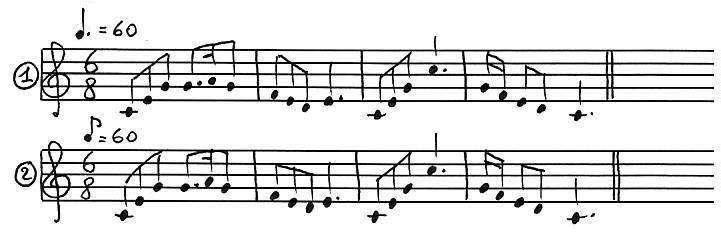 ♩. = 60
① 6/8
♪ = 60
② 6/8